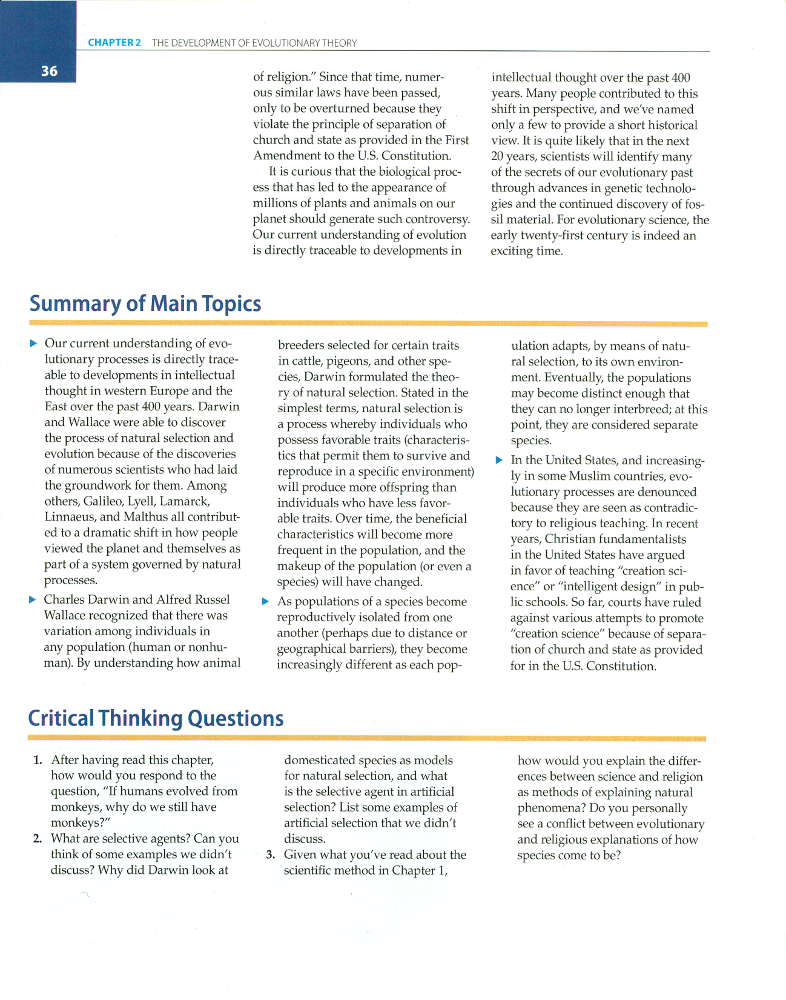 CHAPTER 2 THE DEVELOPMENT OF EVOLUTIONARY THEORY
36
of religion.” Since that time, numer-
ous similar laws have been passed,
only to be overturned because they
violate the principle of separation of
church and state as provided in the First
Amendment to the U.S. Constitution.
It is curious that the biological proc-
ess that has led to the appearance of
millions of plants and animals on our
planet should generate such controversy.
Our current understanding of evolution
is directly traceable to developments in
intellectual thought over the past 400
years. Many people contributed to this
shift in perspective, and we’ve named
only a few to provide a short historical
view. It is quite likely that in the next
20 years, scientists will identify many
of the secrets of our evolutionary past
through advances in genetic technolo-
gies and the continued discovery of fos-
sil material. For evolutionary science, the
early twenty-first century is indeed an
exciting time.
Summary of Main Topics
▶ Our current understanding of evo-
lutionary processes is directly trace-
able to developments in intellectual
thought in western Europe and the
East over the past 400 years. Darwin
and Wallace were able to discover
the process of natural selection and
evolution because of the discoveries
of numerous scientists who had laid
the groundwork for them. Among
others, Galileo, Lyell, Lamarck,
Linnaeus, and Malthus all contribut-
ed to a dramatic shift in how people
viewed the planet and themselves as
part of a system governed by natural
processes.
▶ Charles Darwin and Alfred Russel
Wallace recognized that there was
variation among individuals in
any population (human or nonhu-
man). By understanding how animal
breeders selected for certain traits
in cattle, pigeons, and other spe-
cies, Darwin formulated the theo-
ry of natural selection. Stated in the
simplest terms, natural selection is
a process whereby individuals who
possess favorable traits (characteris-
tics that permit them to survive and
reproduce in a specific environment)
will produce more offspring than
individuals who have less favor-
able traits. Over time, the beneficial
characteristics will become more
frequent in the population, and the
makeup of the population (or even a
species) will have changed.
▶ As populations of a species become
reproductively isolated from one
another (perhaps due to distance or
geographical barriers), they become
increasingly different as each pop-
ulation adapts, by means of natu-
ral selection, to its own environ-
ment. Eventually, the populations
may become distinct enough that
they can no longer interbreed; at this
point, they are considered separate
species.
▶ In the United States, and increasing-
ly in some Muslim countries, evo-
lutionary processes are denounced
because they are seen as contradic-
tory to religious teaching. In recent
years, Christian fundamentalists
in the United States have argued
in favor of teaching “creation sci-
ence” or “intelligent design” in pub-
lic schools. So far, courts have ruled
against various attempts to promote
“creation science” because of separa-
tion of church and state as provided
for in the U.S. Constitution.
Critical Thinking Questions
1. After having read this chapter,
how would you respond to the
question, “If humans evolved from
monkeys, why do we still have
monkeys?”
2. What are selective agents? Can you
think of some examples we didn’t
discuss? Why did Darwin look at
domesticated species as models
for natural selection, and what
is the selective agent in artificial
selection? List some examples of
artificial selection that we didn’t
discuss.
3. Given what you’ve read about the
scientific method in Chapter 1,
how would you explain the differ-
ences between science and religion
as methods of explaining natural
phenomena? Do you personally
see a conflict between evolutionary
and religious explanations of how
species come to be?